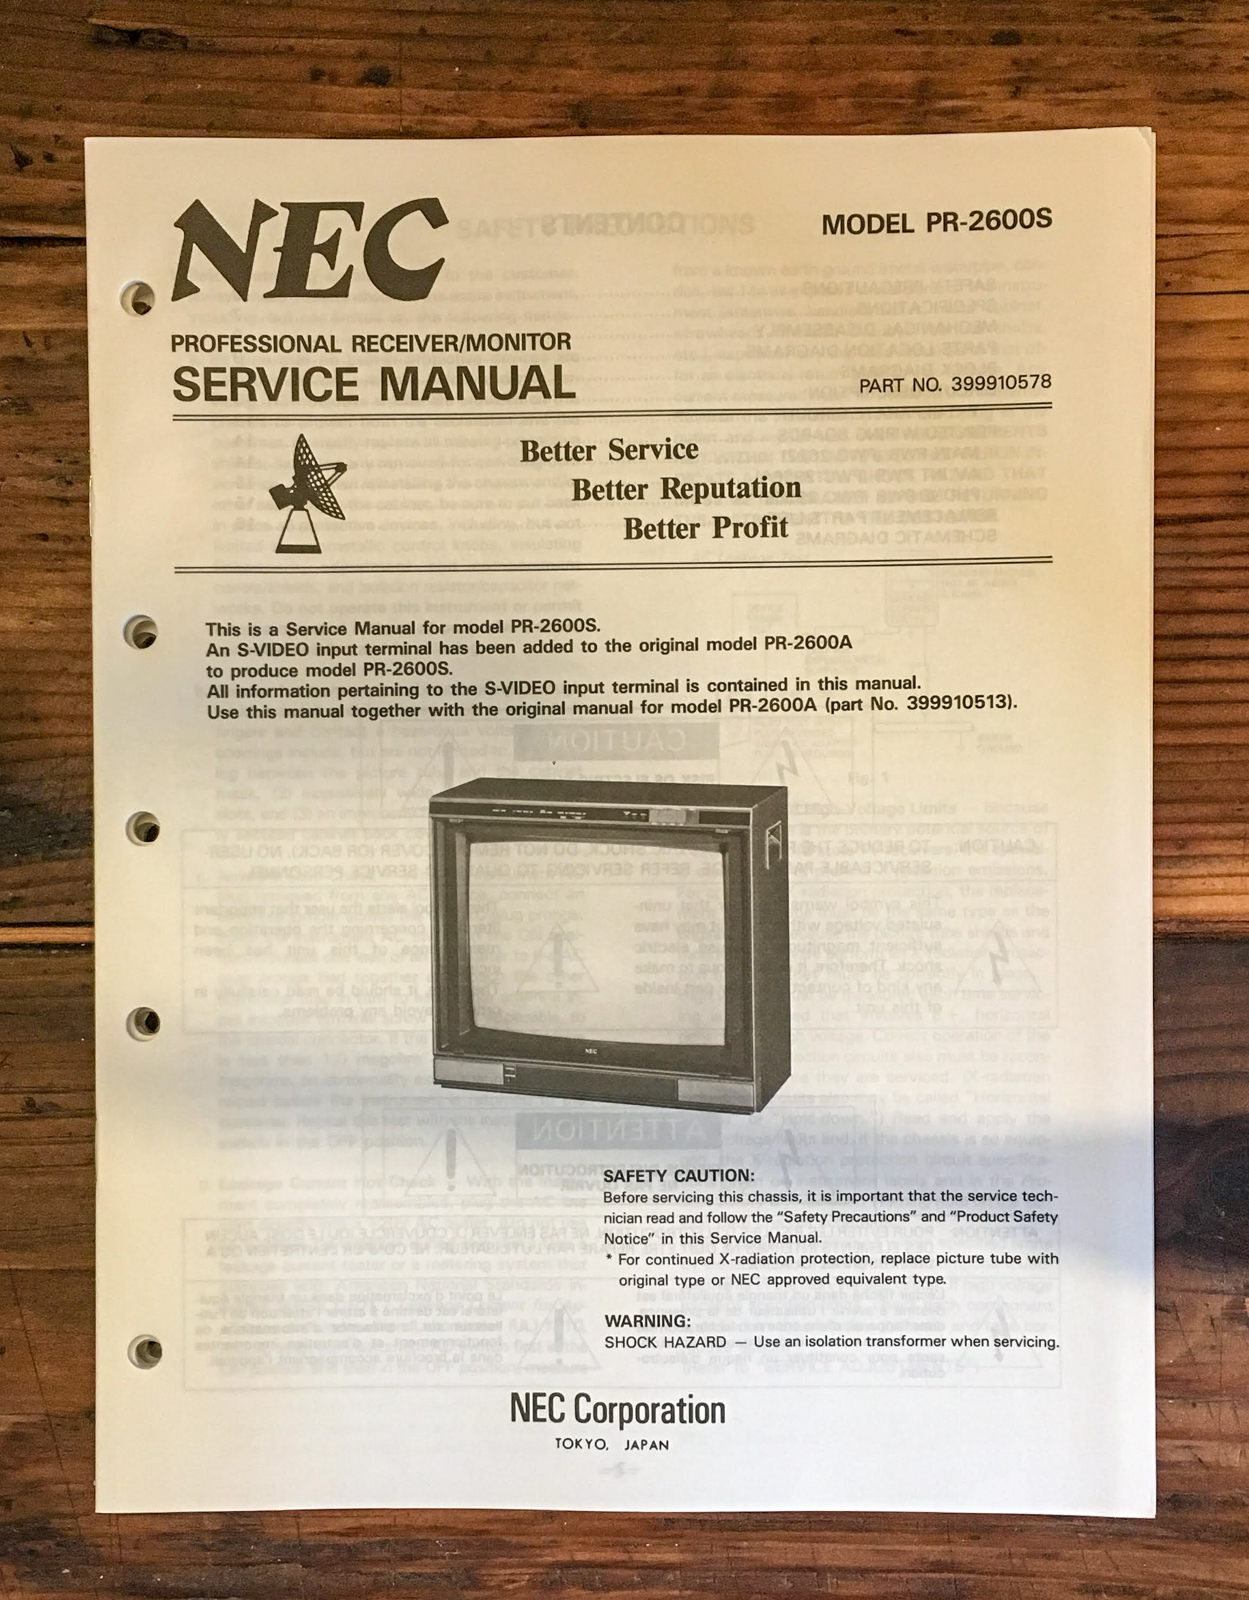 NEC
MODEL PR-2600S
PROFESSIONAL RECEIVER/MONITOR
SERVICE MANUAL
PART NO. 399910578
Better Service
Better Reputation
Better Profit
This is a Service Manual for model PR-2600S.
An S-VIDEO input terminal has been added to the original model PR-2600A
to produce model PR-2600S.
All information pertaining to the S-VIDEO input terminal is contained in this manual.
Use this manual together with the original manual for model PR-2600A (part No. 399910513).
NEC
SAFETY CAUTION:
Before servicing this chassis, it is important that the service tech-
nician read and follow the “Safety Precautions” and “Product Safety
Notice” in this Service Manual.
* For continued X-radiation protection, replace picture tube with
original type or NEC approved equivalent type.
WARNING:
SHOCK HAZARD — Use an isolation transformer when servicing.
NEC Corporation
TOKYO, JAPAN